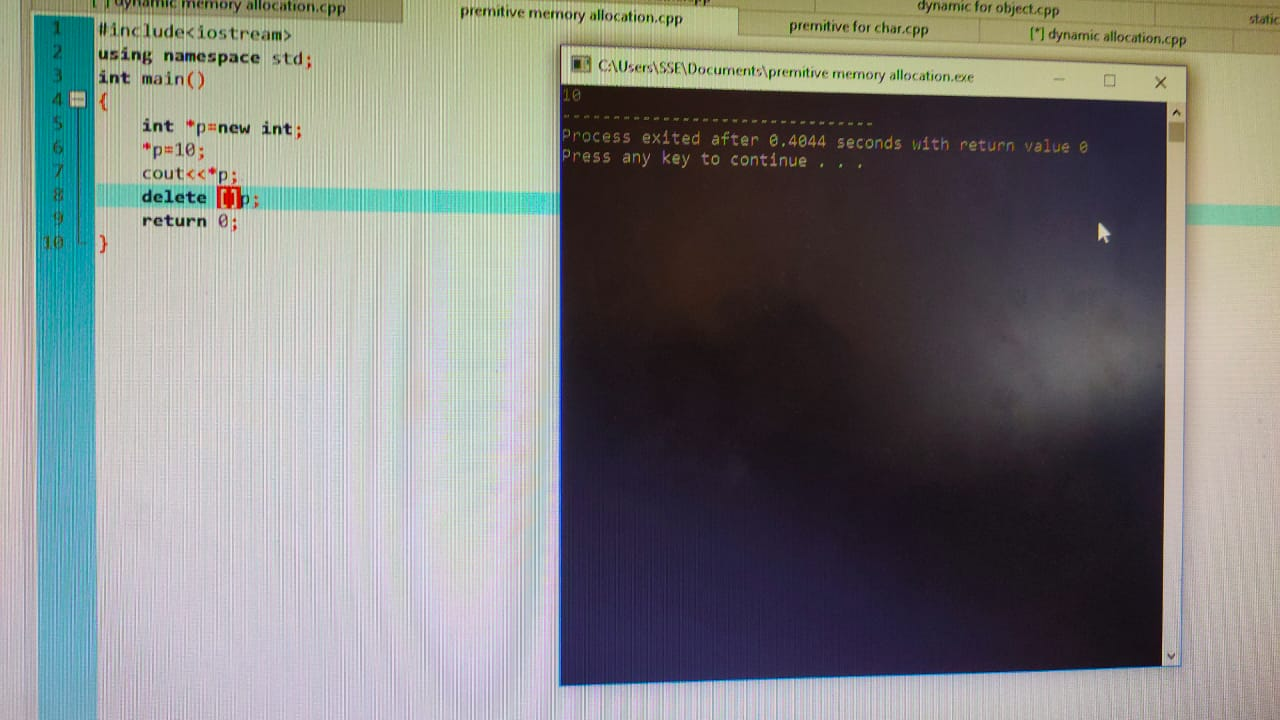 dynamic memory allocation.cpp
premitive memory allocation.cpp
dynamic for object.cpp
static
premitive for char.cpp
[*] dynamic allocation.cpp
1 #include<iostream>
2 using namespace std;
3 int main()
4 {
5 int *p=new int;
6 *p=10;
7 cout<<*p;
8 delete []p;
9 return 0;
10 }
C:\Users\SSE\Documents\premitive memory allocation.exe
10
--------------------------------
Process exited after 0.4044 seconds with return value 0
Press any key to continue . . .